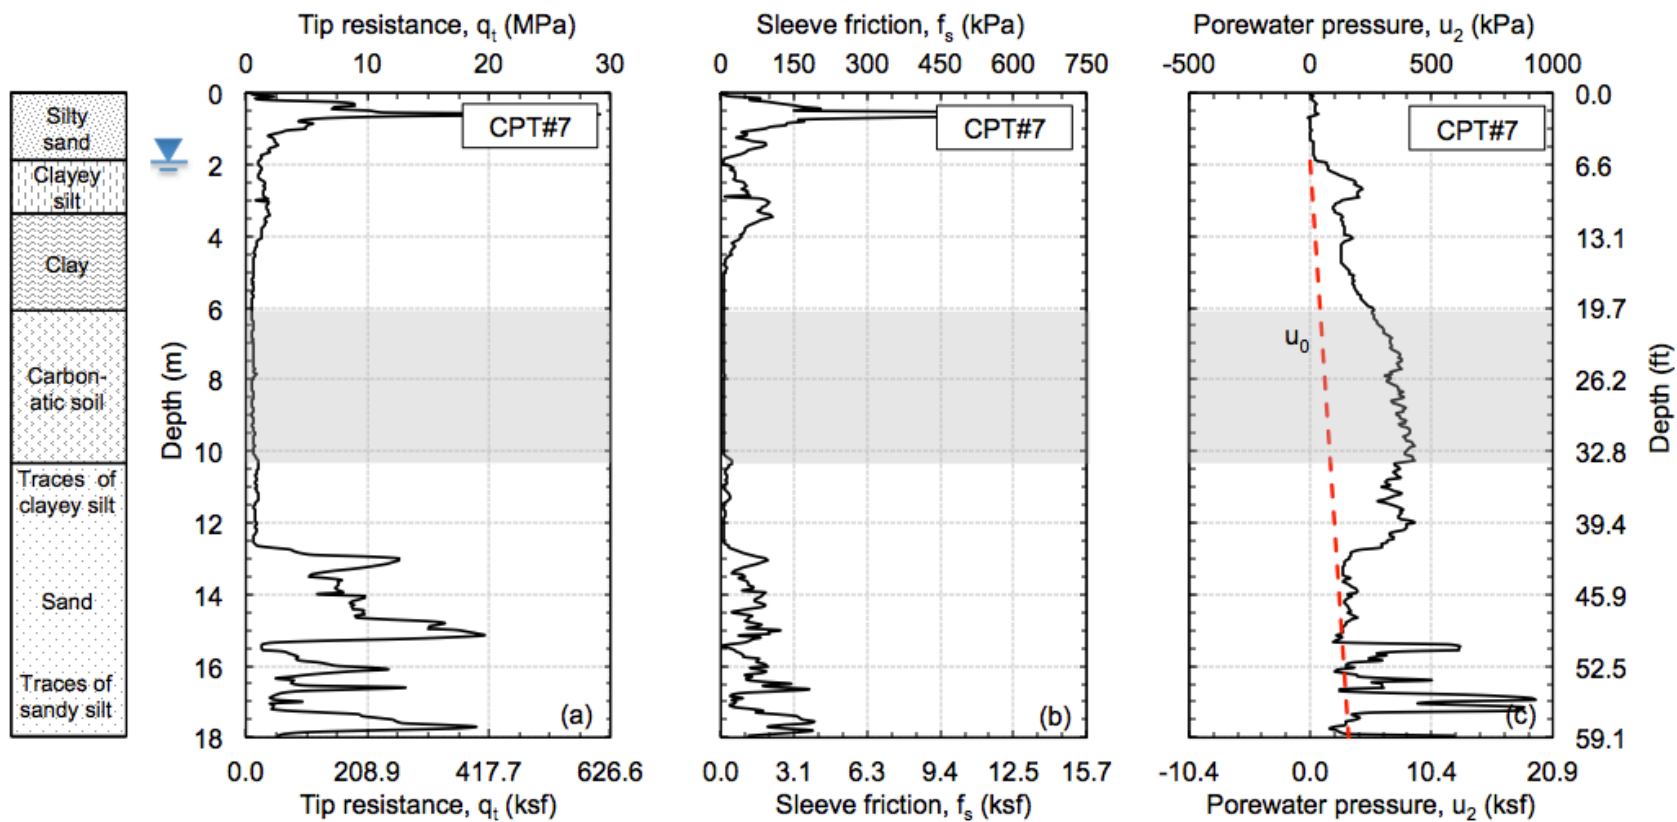 Tip resistance, qt (MPa)
0 10 20 30
Sleeve friction, fs (kPa)
0 150 300 450 600 750
Porewater pressure, u2 (kPa)
-500 0 500 1000
Silty
sand
Clayey
silt
Clay
Carbon-
atic soil
Traces of
clayey silt
Sand
Traces of
sandy silt
Depth (m)
0
2
4
6
8
10
12
14
16
18
CPT#7
(a)
CPT#7
(b)
CPT#7
u0
(c)
0.0
6.6
13.1
19.7
26.2
32.8
39.4
45.9
52.5
59.1
Depth (ft)
0.0 208.9 417.7 626.6
Tip resistance, qt (ksf)
0.0 3.1 6.3 9.4 12.5 15.7
Sleeve friction, fs (ksf)
-10.4 0.0 10.4 20.9
Porewater pressure, u2 (ksf)